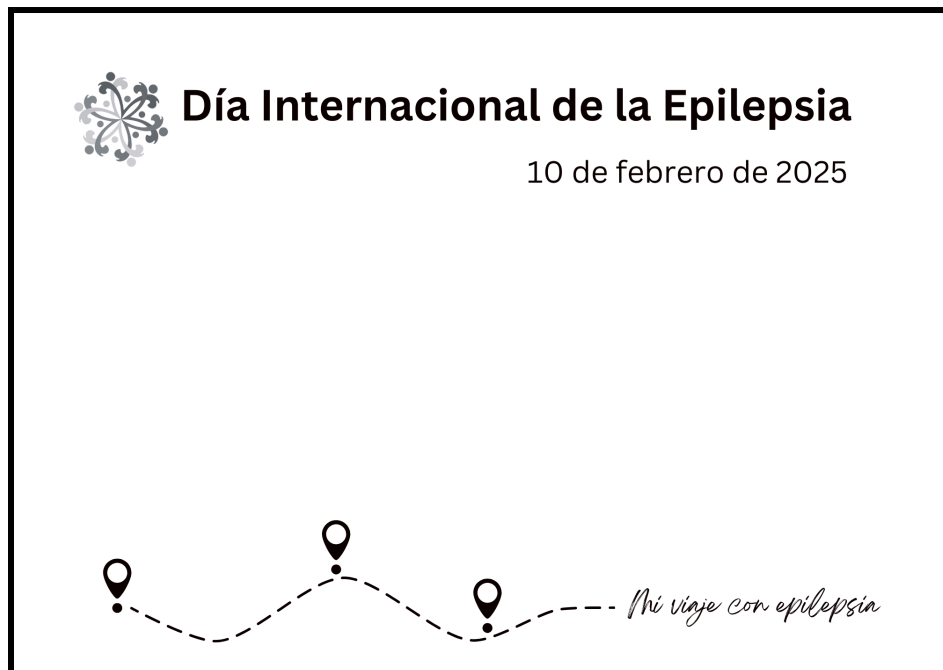 Día Internacional de la Epilepsia
10 de febrero de 2025
Mi viaje con epilepsia